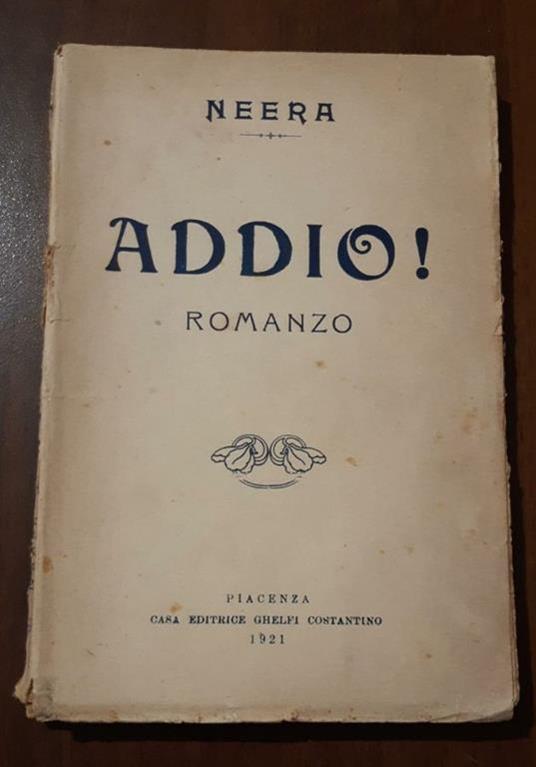 NEERA
ADDIO!
ROMANZO
PIACENZA
CASA EDITRICE GHELFI COSTANTINO
1921